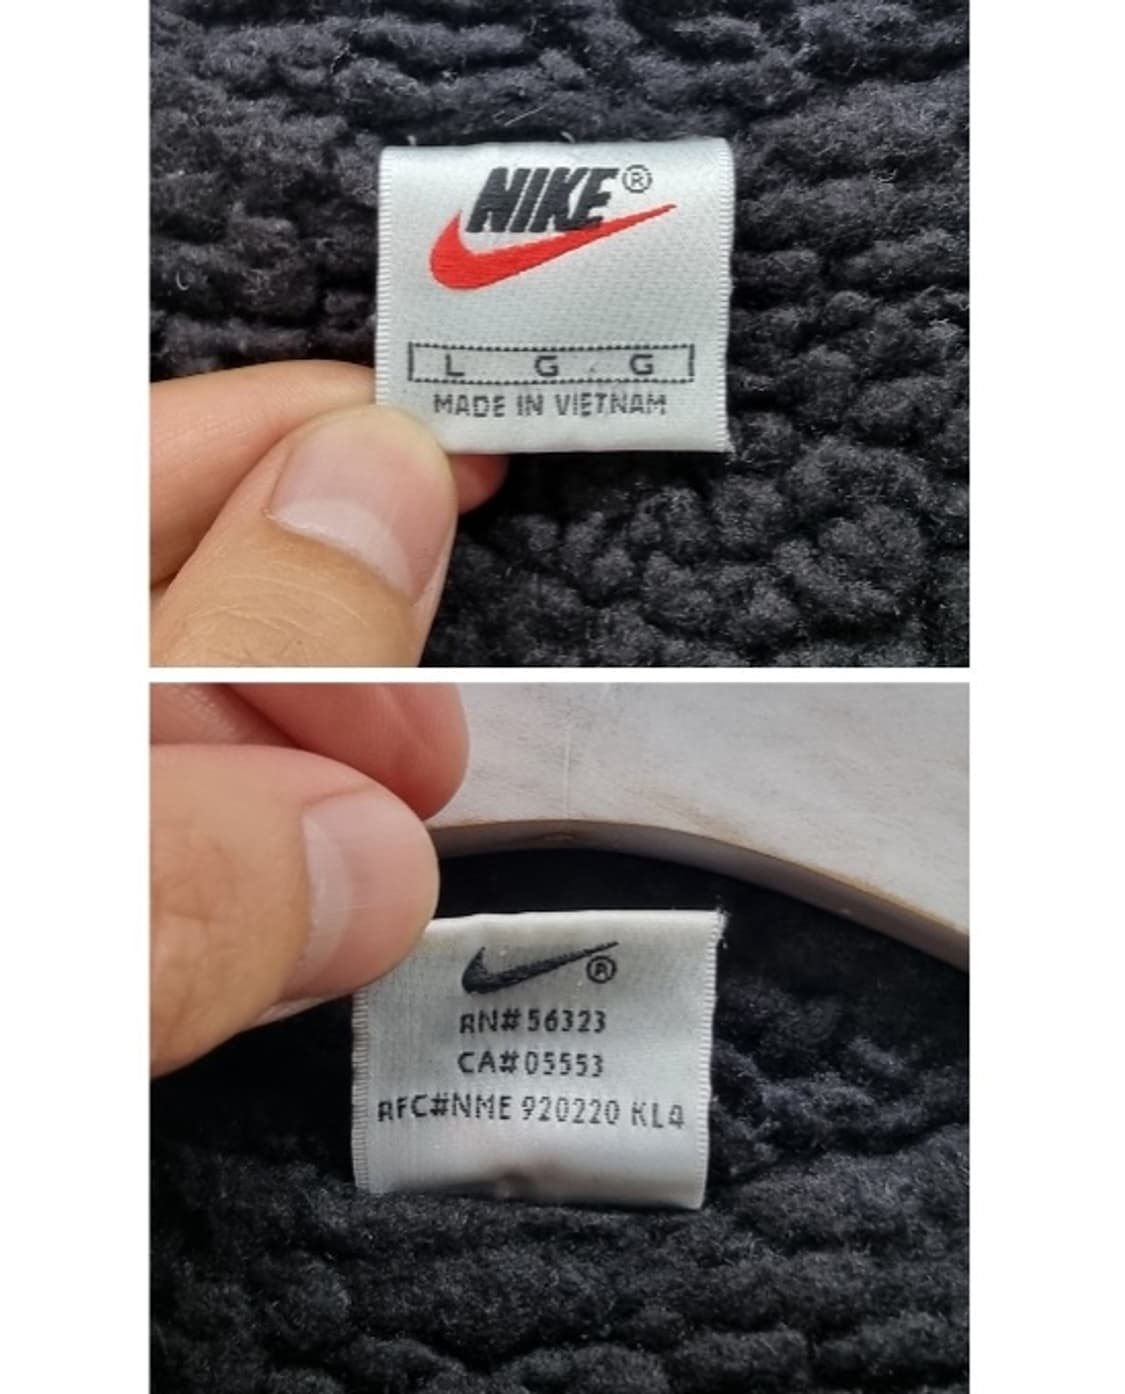 NIKE®
L G G
MADE IN VIETNAM
®
RN# 56323
CA# 05553
RFC#NME 920220 KL4